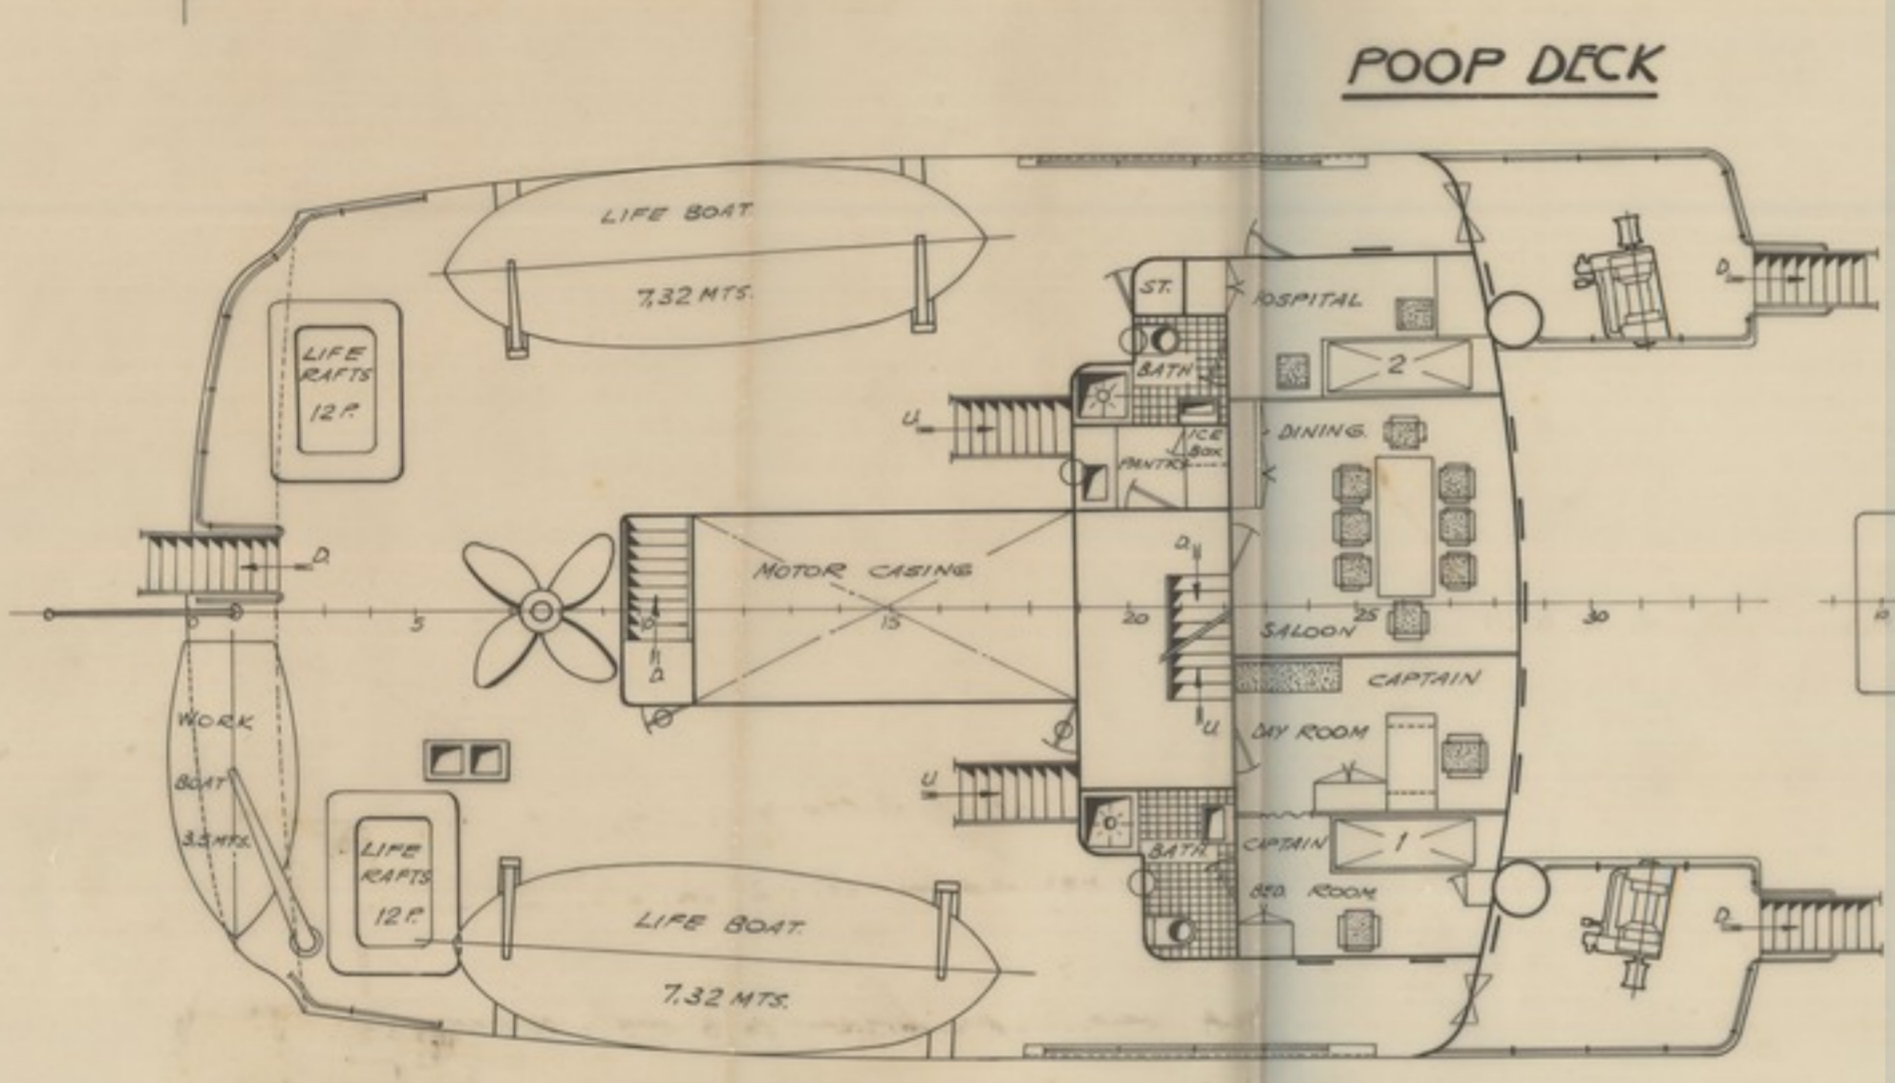 POOP DECK
LIFE BOAT.
7,32 MTS.
LIFE
RAFTS
12 P.
ST.
HOSPITAL
2
BATH
ICE
BOX
PANTRY
DINING.
SALOON
U.
D.
D.
MOTOR CASING
D.
D.
U.
5
10
15
20
25
30
CAPTAIN
DAY ROOM
CAPTAIN
1
BED. ROOM
BATH.
U.
D.
WORK
BOAT
3.5 MTS.
LIFE
RAFTS
12 P.
LIFE BOAT.
7,32 MTS.